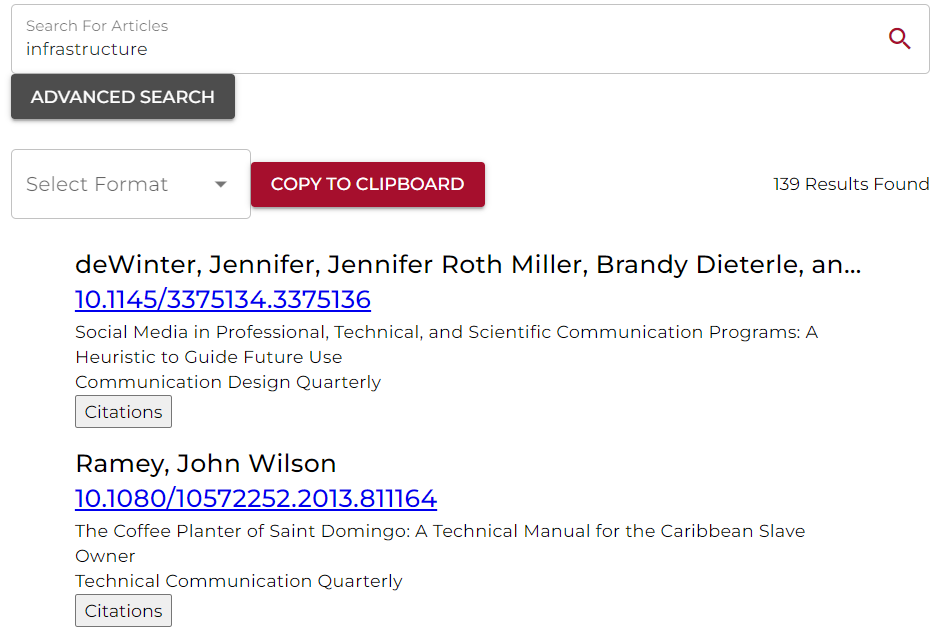 Search For Articles
infrastructure
ADVANCED SEARCH
Select Format
COPY TO CLIPBOARD
139 Results Found
deWinter, Jennifer, Jennifer Roth Miller, Brandy Dieterle, an...
10.1145/3375134.3375136
Social Media in Professional, Technical, and Scientific Communication Programs: A
Heuristic to Guide Future Use
Communication Design Quarterly
Citations
Ramey, John Wilson
10.1080/10572252.2013.811164
The Coffee Planter of Saint Domingo: A Technical Manual for the Caribbean Slave
Owner
Technical Communication Quarterly
Citations